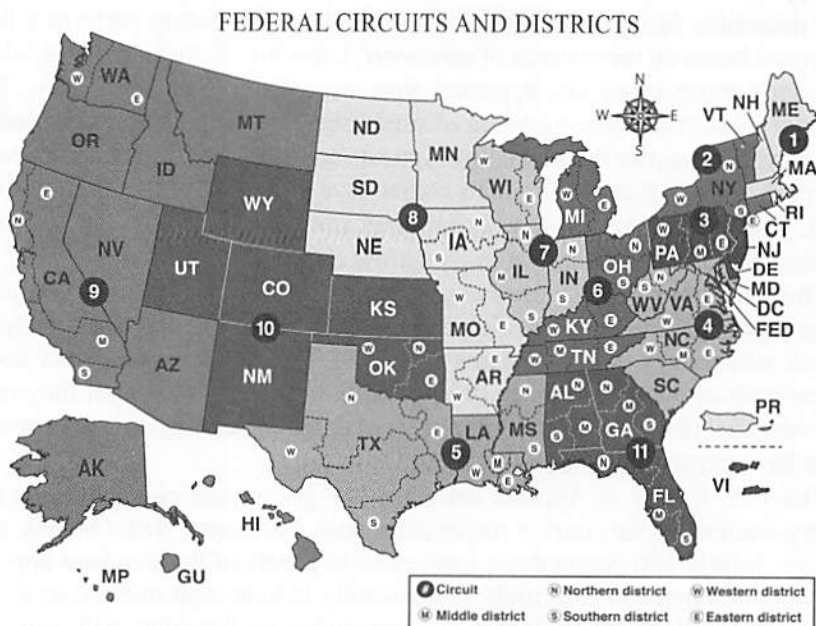 FEDERAL CIRCUITS AND DISTRICTS
WA
W
E
OR
MT
ID
WY
NV
CA
E
N
M
S
9
UT
AZ
CO
10
NM
ND
SD
NE
8
KS
OK
W
N
E
TX
N
E
W
S
MN
IA
N
S
MO
W
E
AR
E
W
LA
5
W
M
E
WI
W
E
IL
N
M
S
7
IN
N
S
MI
W
E
OH
N
S
6
KY
W
E
TN
W
M
E
MS
N
S
AL
N
M
S
GA
N
M
S
11
FL
N
M
S
SC
NC
W
M
E
4
VA
W
E
WV
N
S
PA
W
M
E
3
NY
N
W
S
E
2
VT
NH
ME
1
MA
RI
CT
NJ
DE
MD
DC
FED
N
W
E
S
PR
VI
AK
HI
MP
GU
Circuit
N Northern district
W Western district
M Middle district
S Southern district
E Eastern district